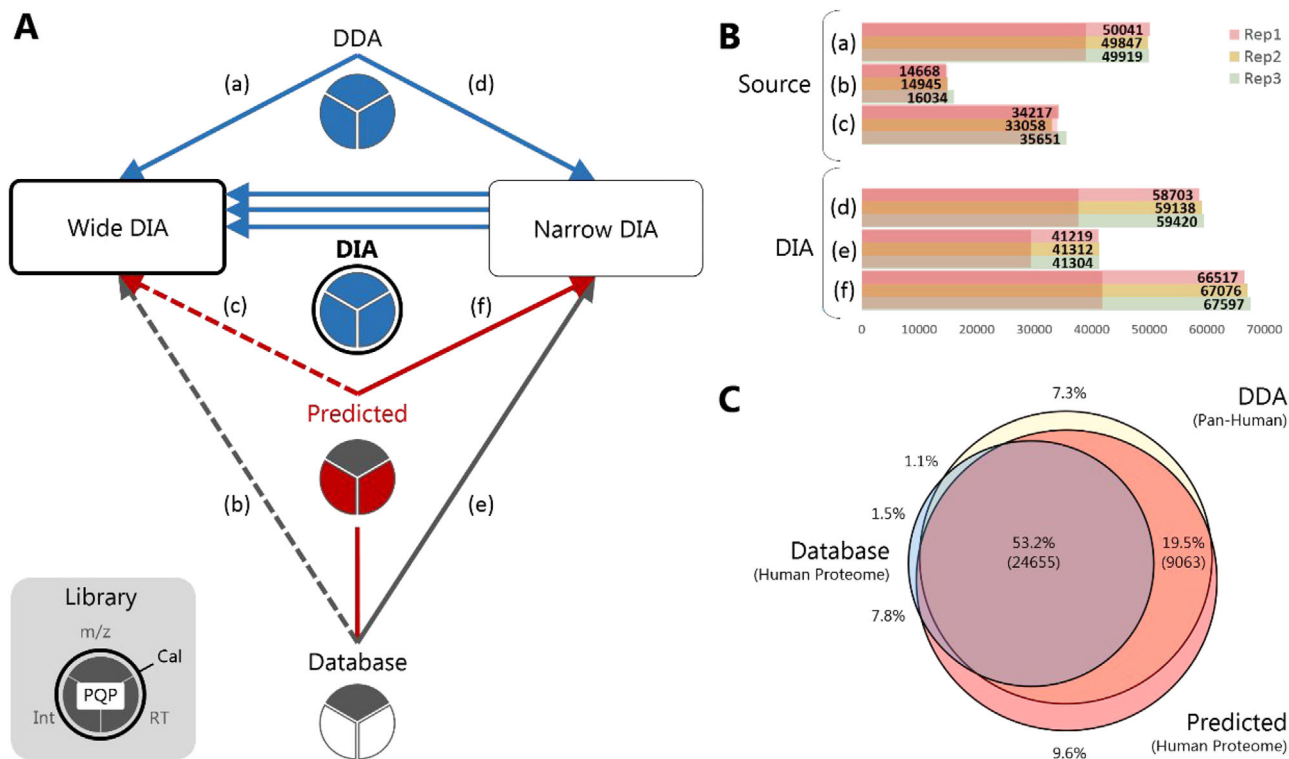 A
DDA
(a)
(d)
Wide DIA
Narrow DIA
DIA
(c)
(f)
Predicted
(b)
(e)
Database
Library
m/z
Cal
PQP
Int
RT
B
Source
(a)
50041
49847
49919
(b)
14668
14945
16034
(c)
34217
33058
35651
Rep1
Rep2
Rep3
DIA
(d)
58703
59138
59420
(e)
41219
41312
41304
(f)
66517
67076
67597
0 10000 20000 30000 40000 50000 60000 70000
C
7.3%
DDA
(Pan-Human)
1.1%
1.5%
Database
(Human Proteome)
53.2%
(24655)
19.5%
(9063)
7.8%
Predicted
(Human Proteome)
9.6%